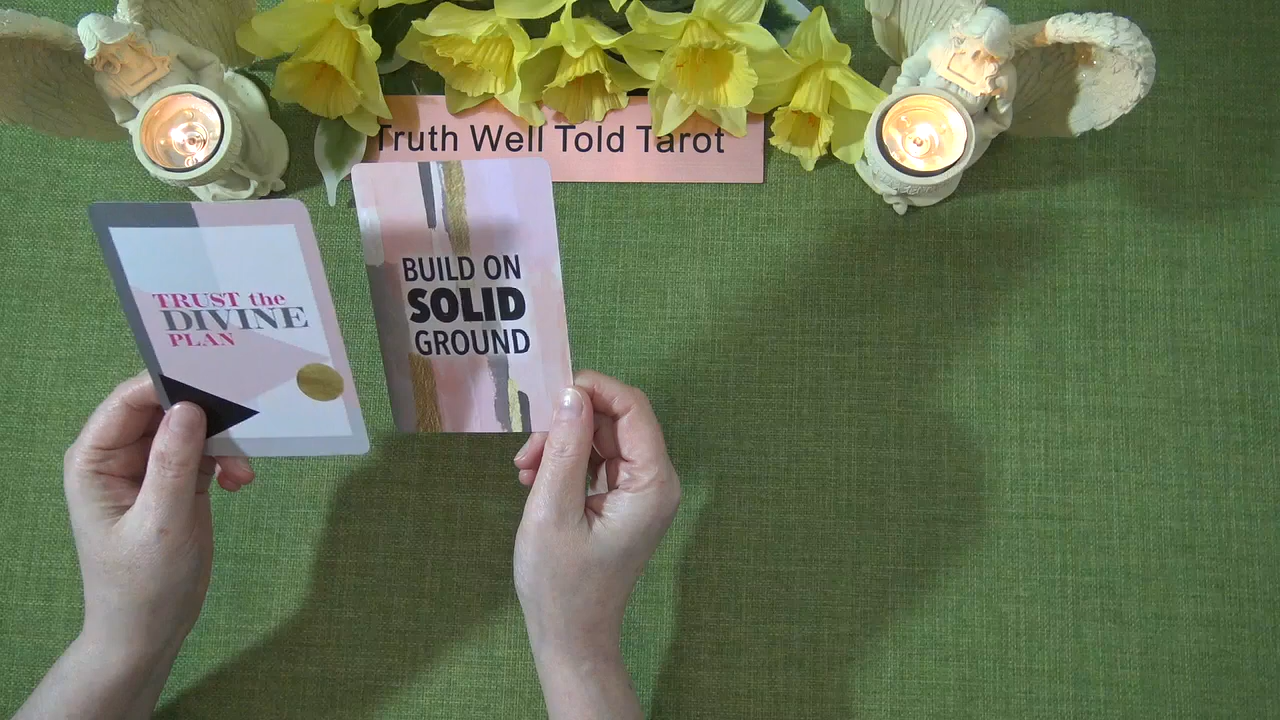 Truth Well Told Tarot
TRUST the
DIVINE
PLAN
BUILD ON
SOLID
GROUND